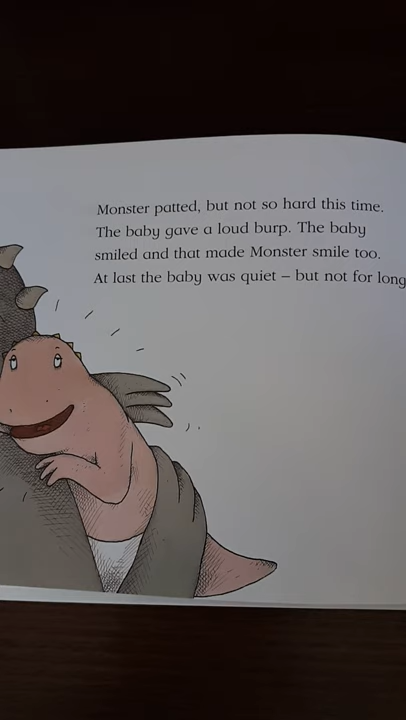 Monster patted, but not so hard this time.
The baby gave a loud burp. The baby
smiled and that made Monster smile too.
At last the baby was quiet – but not for long